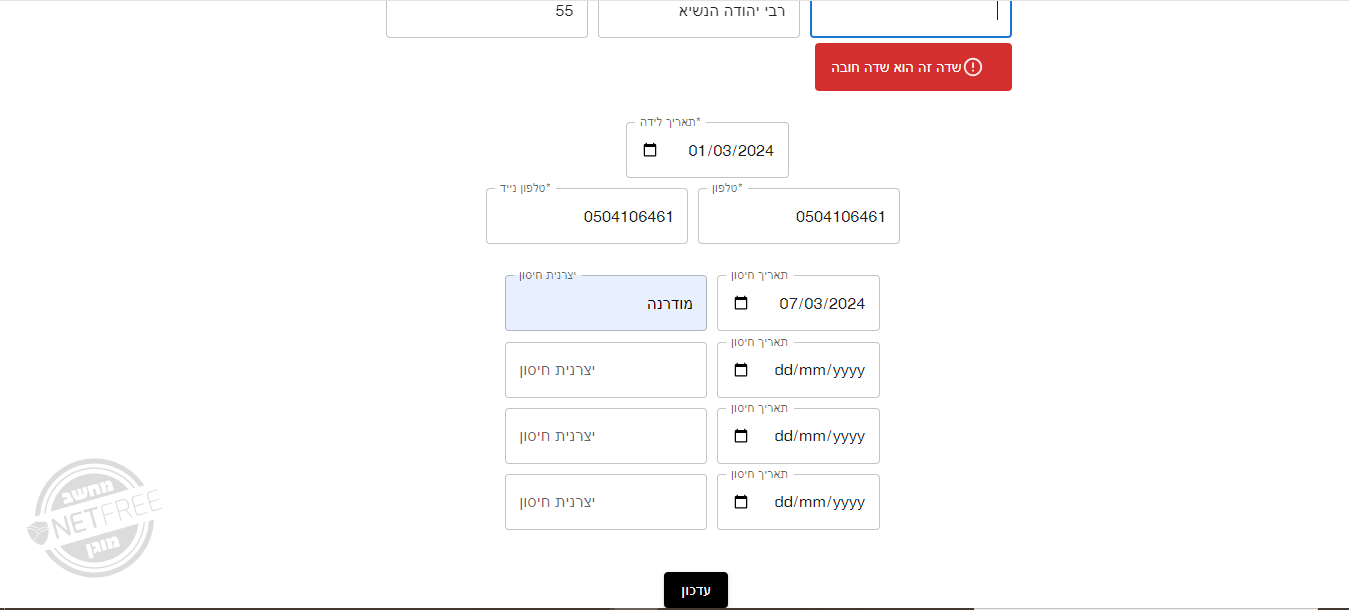 רבי יהודה הנשיא 55
שדה זה הוא שדה חובה
תאריך לידה*
01/03/2024
טלפון* טלפון נייד*
0504106461 0504106461
תאריך חיסון יצרנית חיסון
07/03/2024 מודרנה
תאריך חיסון
dd/mm/yyyy יצרנית חיסון
תאריך חיסון
dd/mm/yyyy יצרנית חיסון
תאריך חיסון
dd/mm/yyyy יצרנית חיסון
מחשב
NETFREE
מוגן
עדכון